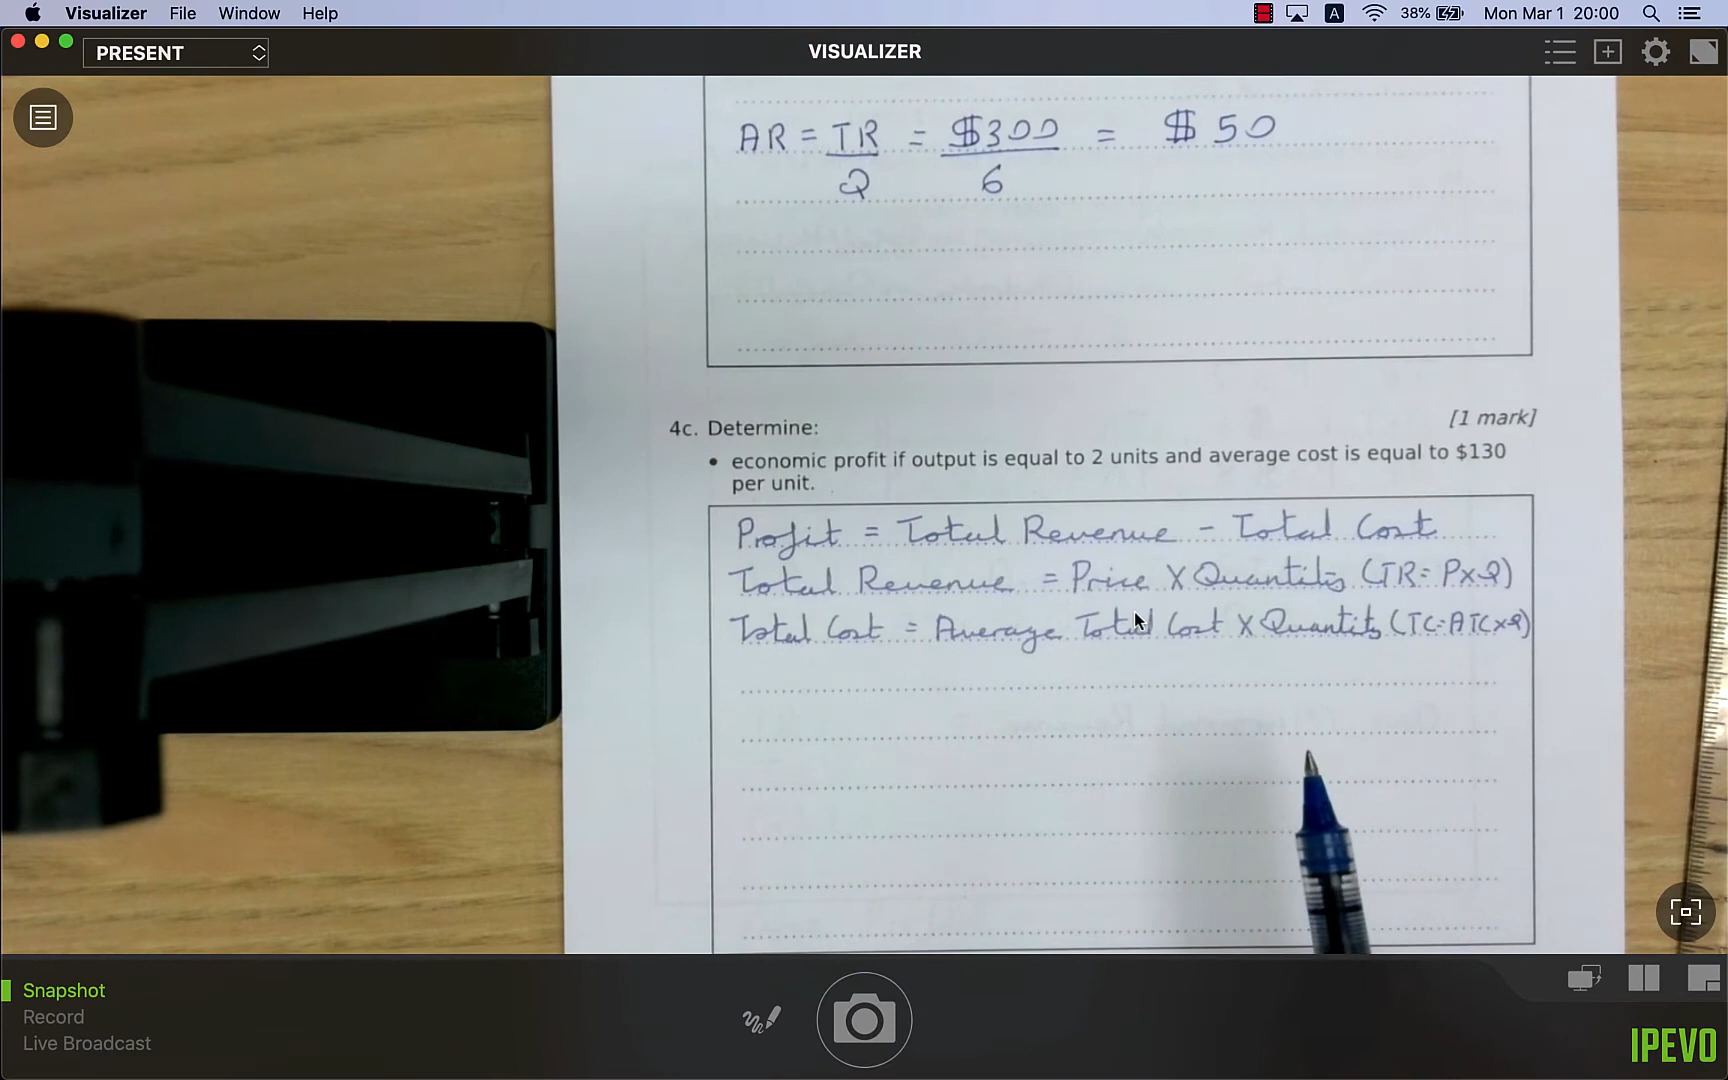 Visualizer File Window Help A 38% Mon Mar 1 20:00
PRESENT VISUALIZER
AR = TR = $300 = $50
Q 6
4c. Determine: [1 mark]
• economic profit if output is equal to 2 units and average cost is equal to $130
per unit.
Profit = Total Revenue - Total Cost
Total Revenue = Price X Quantity (TR = PxQ)
Total Cost = Average Total Cost X Quantity (TC = ATCxQ)
Snapshot
Record
Live Broadcast
IPEVO